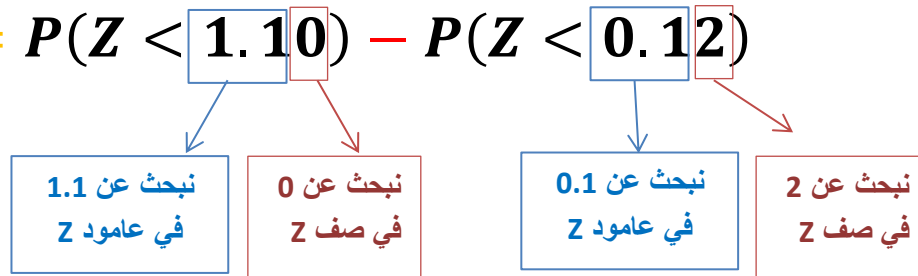 = P(Z < 1.10) − P(Z < 0.12)
نبحث عن 1.1
في عامود Z
نبحث عن 0
في صف Z
نبحث عن 0.1
في عامود Z
نبحث عن 2
في صف Z